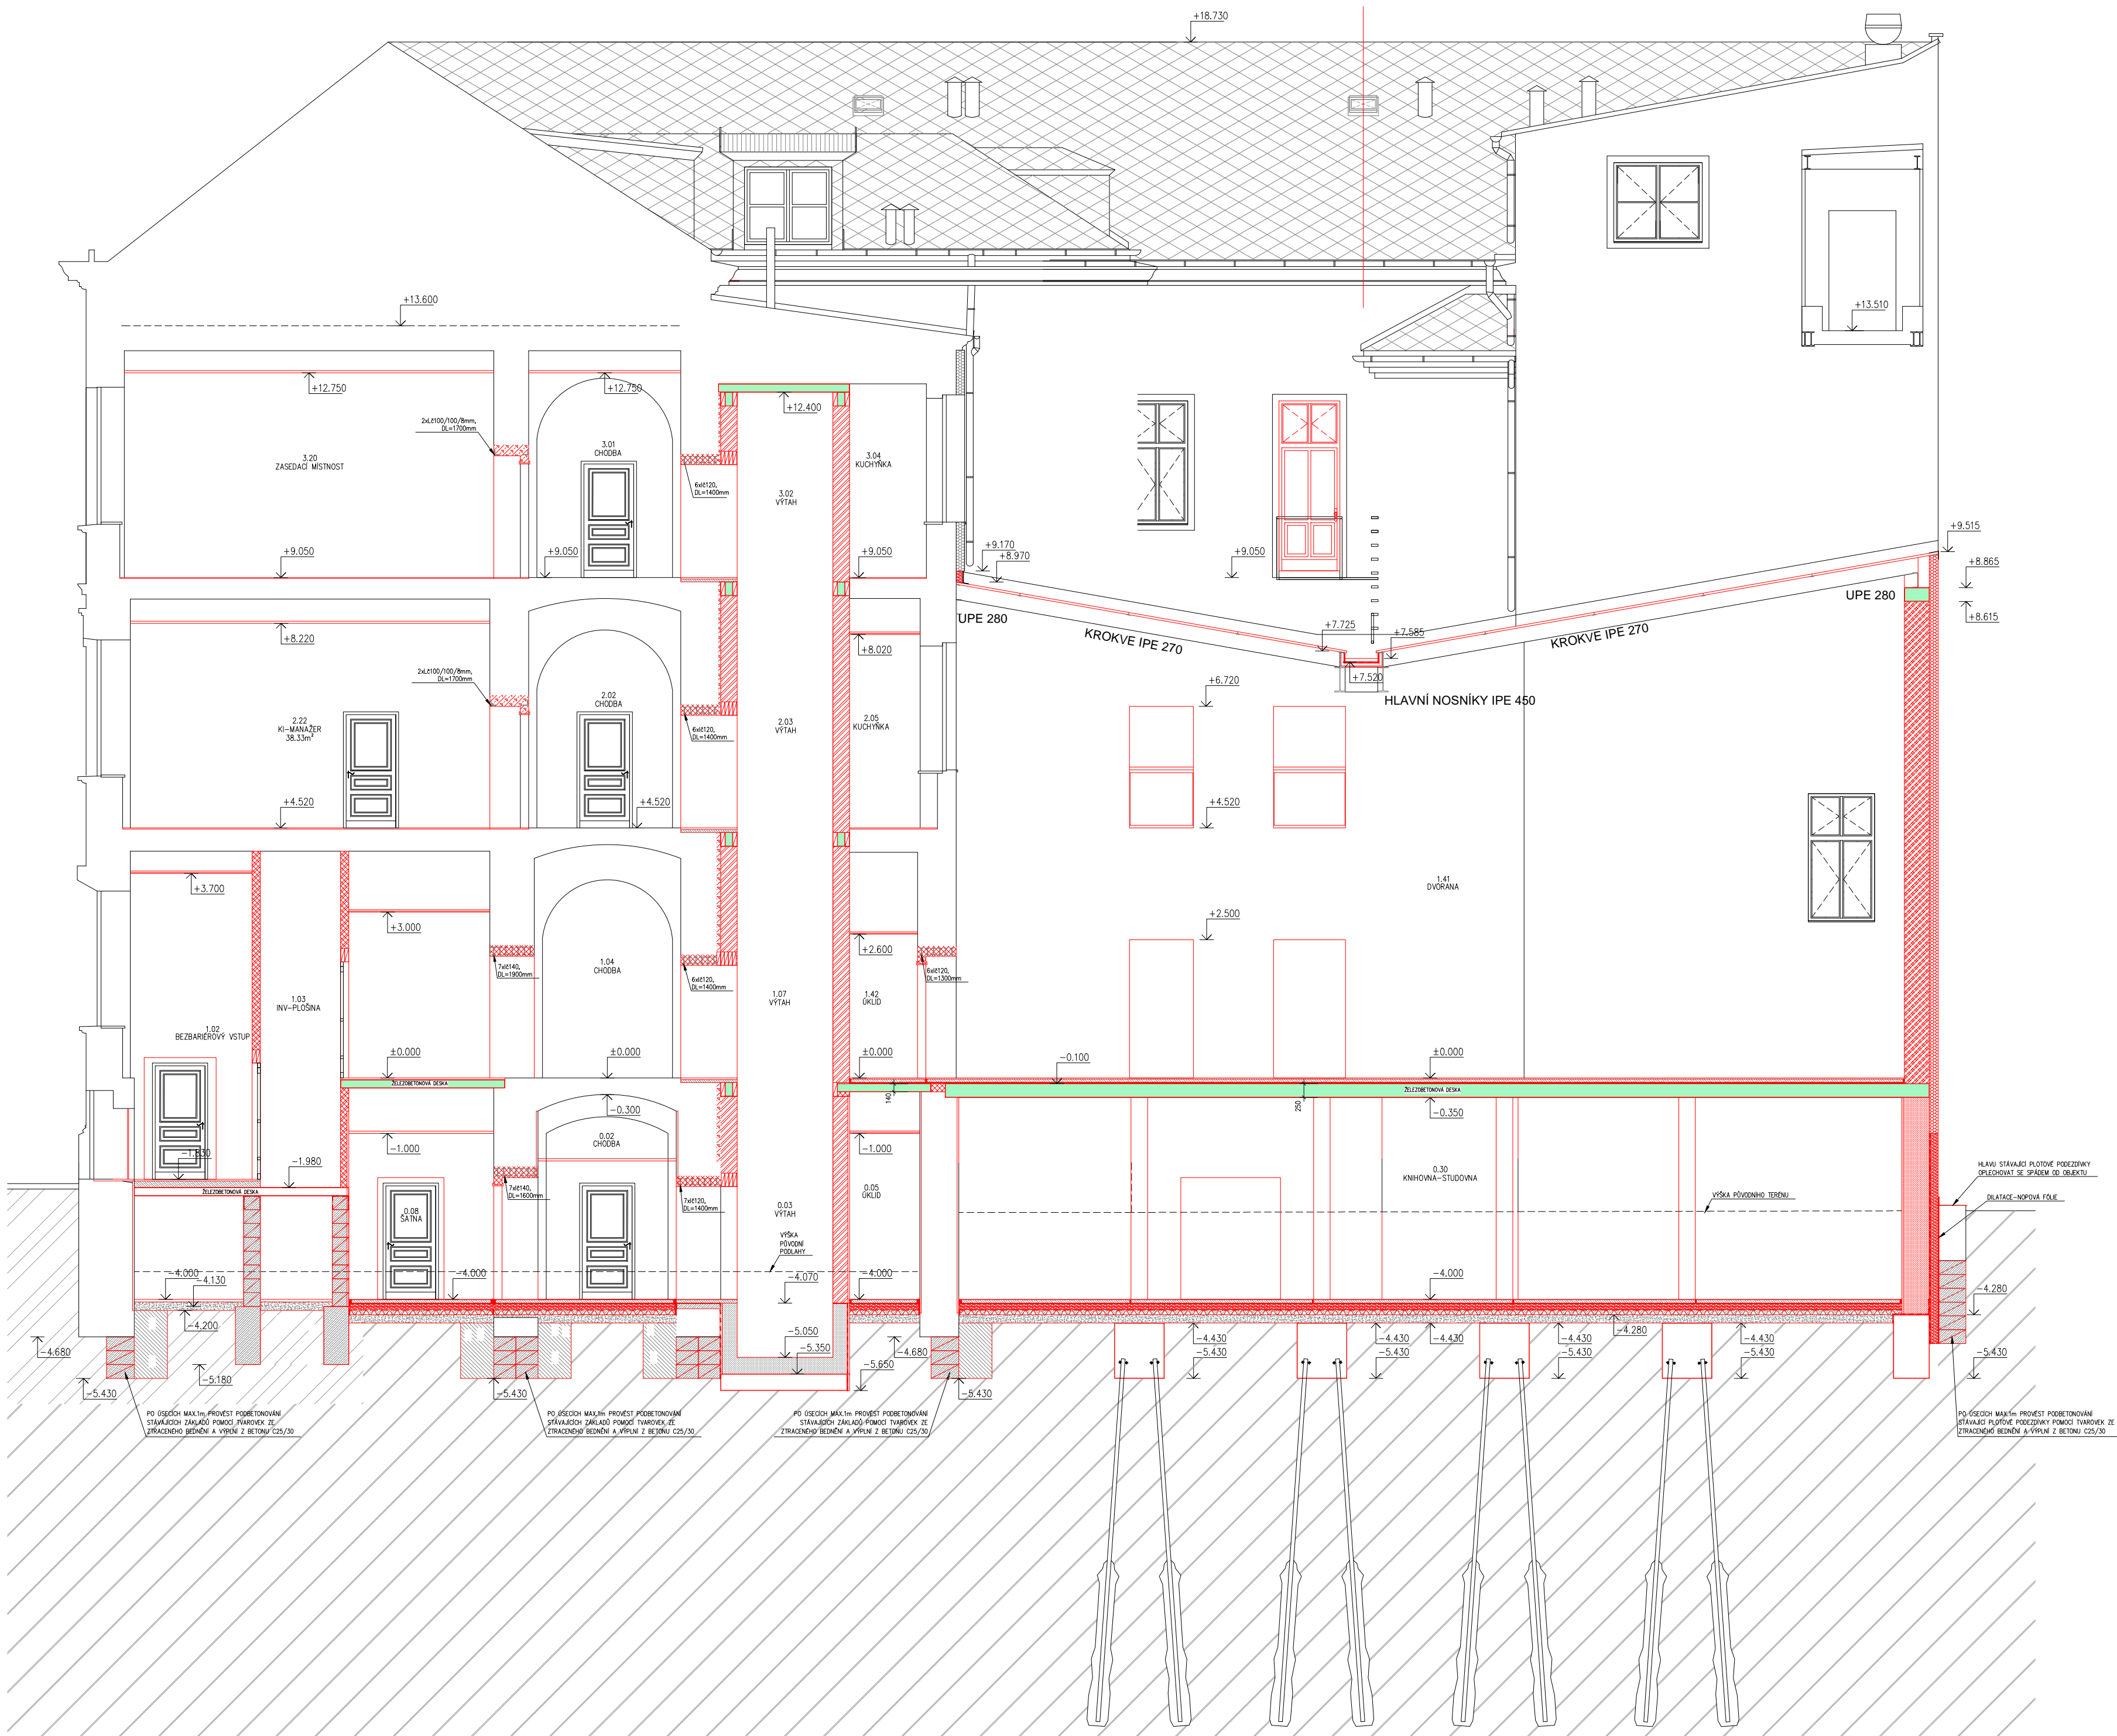 +18.730
+13.600
+13.510
+12.750
+12.750
+12.400
2xLč100/100/8mm,
DL=1700mm
3.20
ZASEDACÍ MÍSTNOST
3.01
CHODBA
3.04
KUCHYŇKA
6xIč120,
DL=1400mm
3.02
VÝTAH
+9.050
+9.050
+9.050
+9.170
+8.970
+9.050
+9.515
+8.865
+8.615
UPE 280
UPE 280
KROKVE IPE 270
KROKVE IPE 270
+7.725
+7.585
+7.520
HLAVNÍ NOSNÍKY IPE 450
+8.220
+8.020
2xLč100/100/8mm,
DL=1700mm
+6.720
2.22
KI-MANAŽER
38.33m²
2.02
CHODBA
2.03
VÝTAH
2.05
KUCHYŇKA
6xIč120,
DL=1400mm
+4.520
+4.520
+4.520
+3.700
+3.000
+2.600
+2.500
1.41
DVORANA
7xIč140,
DL=1900mm
1.04
CHODBA
6xIč120,
DL=1400mm
6xIč120,
DL=1300mm
1.03
INV-PLOŠINA
1.07
VÝTAH
1.42
ÚKLID
1.02
BEZBARIÉROVÝ VSTUP
±0.000
±0.000
±0.000
-0.100
±0.000
ŽELEZOBETONOVÁ DESKA
ŽELEZOBETONOVÁ DESKA
140
250
-0.300
-0.350
0.02
CHODBA
-1.000
-1.000
-1.830
-1.980
ŽELEZOBETONOVÁ DESKA
7xIč140,
DL=1600mm
7xIč120,
DL=1400mm
0.08
ŠATNA
0.03
VÝTAH
0.05
ÚKLID
0.30
KNIHOVNA-STUDOVNA
VÝŠKA PŮVODNÍHO TERÉNU
HLAVU STÁVAJÍCÍ PLOTOVÉ PODEZDÍVKY
OPLECHOVAT SE SPÁDEM OD OBJEKTU
DILATACE-NOPOVÁ FÓLIE
VÝŠKA
PŮVODNÍ
PODLAHY
-4.000
-4.130
-4.000
-4.070
-4.000
-4.000
-4.280
-4.200
-4.280
-4.680
-5.180
-5.430
-5.430
-5.050
-5.350
-5.650
-4.680
-5.430
-4.430
-5.430
-4.430
-5.430
-4.430
-4.430
-5.430
-4.430
-5.430
-5.430
PO ÚSECÍCH MAX.1m PROVÉST PODBETONOVÁNÍ
STÁVAJÍCÍCH ZÁKLADŮ POMOCÍ TVAROVEK ZE
ZTRACENÉHO BEDNĚNÍ A VÝPLNÍ Z BETONU C25/30
PO ÚSECÍCH MAX.1m PROVÉST PODBETONOVÁNÍ
STÁVAJÍCÍCH ZÁKLADŮ POMOCÍ TVAROVEK ZE
ZTRACENÉHO BEDNĚNÍ A VÝPLNÍ Z BETONU C25/30
PO ÚSECÍCH MAX.1m PROVÉST PODBETONOVÁNÍ
STÁVAJÍCÍCH ZÁKLADŮ POMOCÍ TVAROVEK ZE
ZTRACENÉHO BEDNĚNÍ A VÝPLNÍ Z BETONU C25/30
PO ÚSECÍCH MAX.1m PROVÉST PODBETONOVÁNÍ
STÁVAJÍCÍ PLOTOVÉ PODEZDÍVKY POMOCÍ TVAROVEK ZE
ZTRACENÉHO BEDNĚNÍ A VÝPLNÍ Z BETONU C25/30